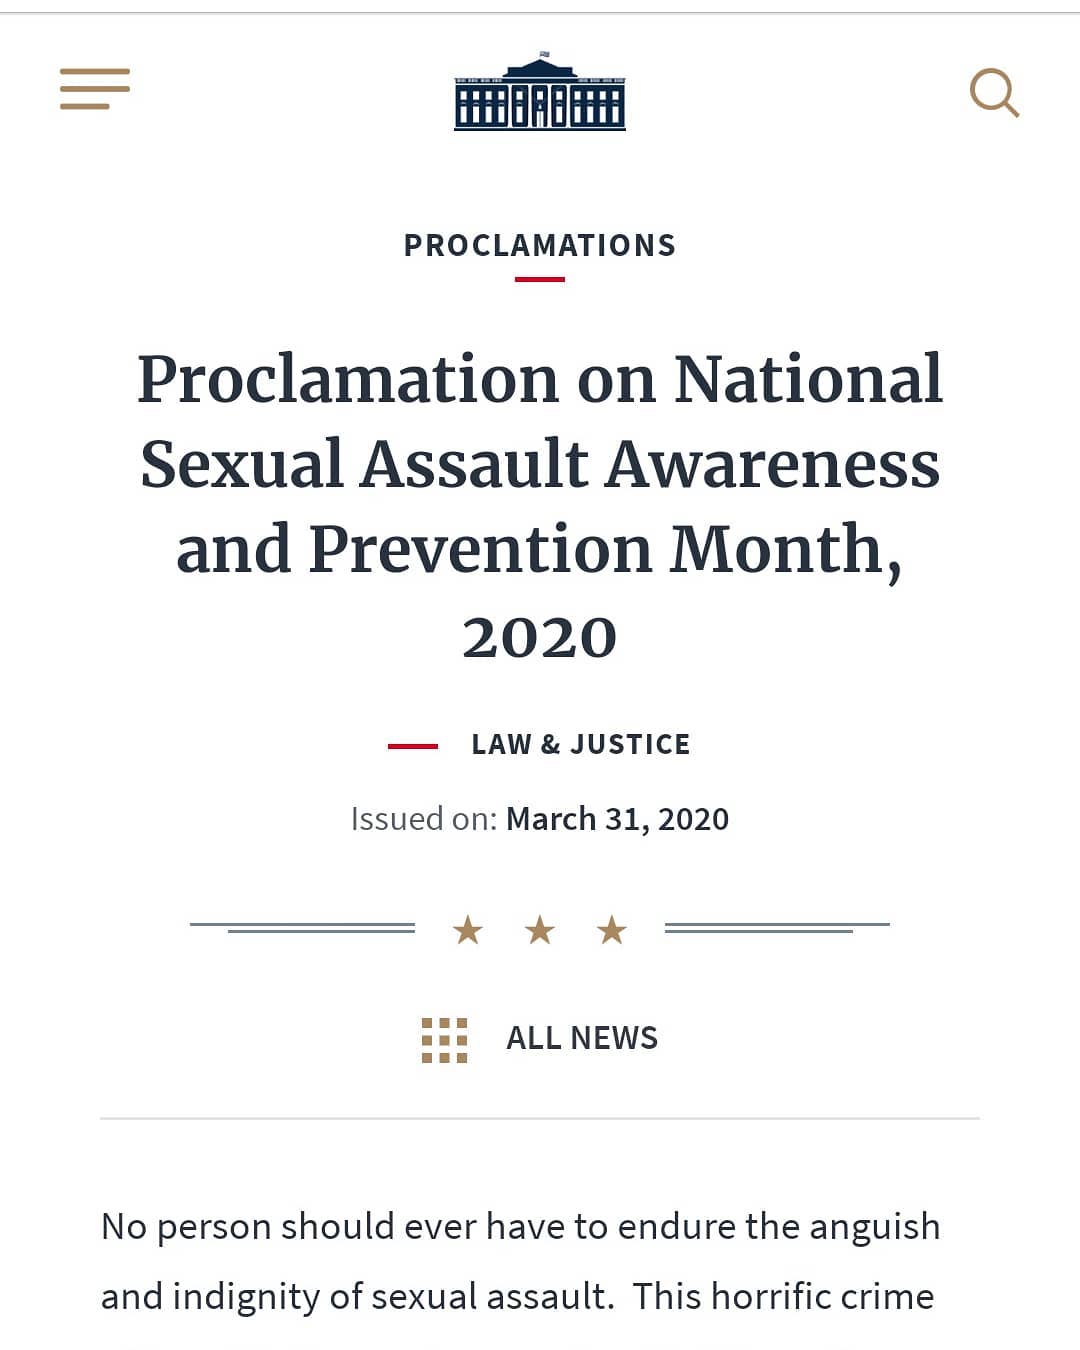 PROCLAMATIONS
Proclamation on National
Sexual Assault Awareness
and Prevention Month,
2020
LAW & JUSTICE
Issued on: March 31, 2020
ALL NEWS
No person should ever have to endure the anguish
and indignity of sexual assault.  This horrific crime